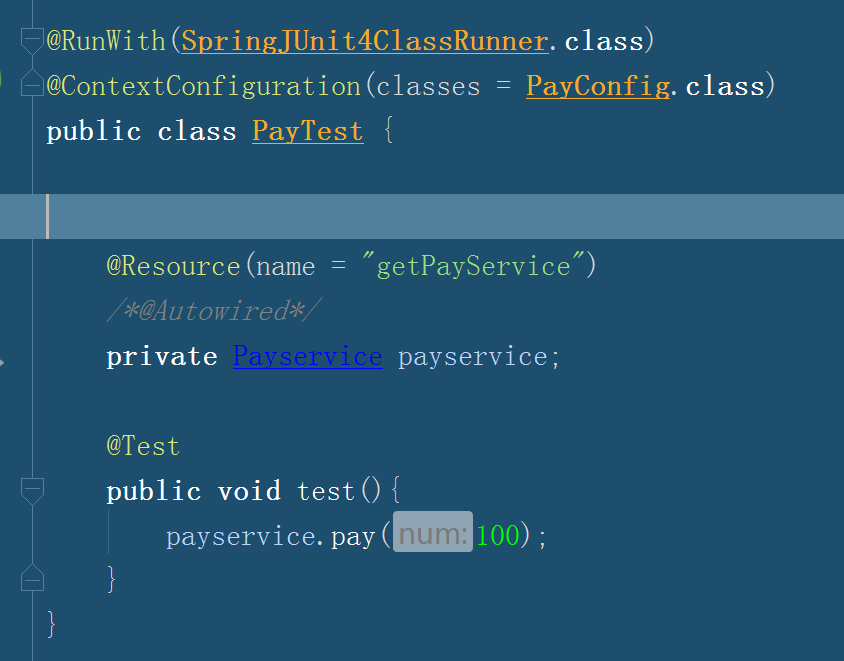 @RunWith(SpringJUnit4ClassRunner.class)
@ContextConfiguration(classes = PayConfig.class)
public class PayTest {
@Resource(name = "getPayService")
/*@Autowired*/
private Payservice payservice;
@Test
public void test(){
payservice.pay(num:100);
}
}